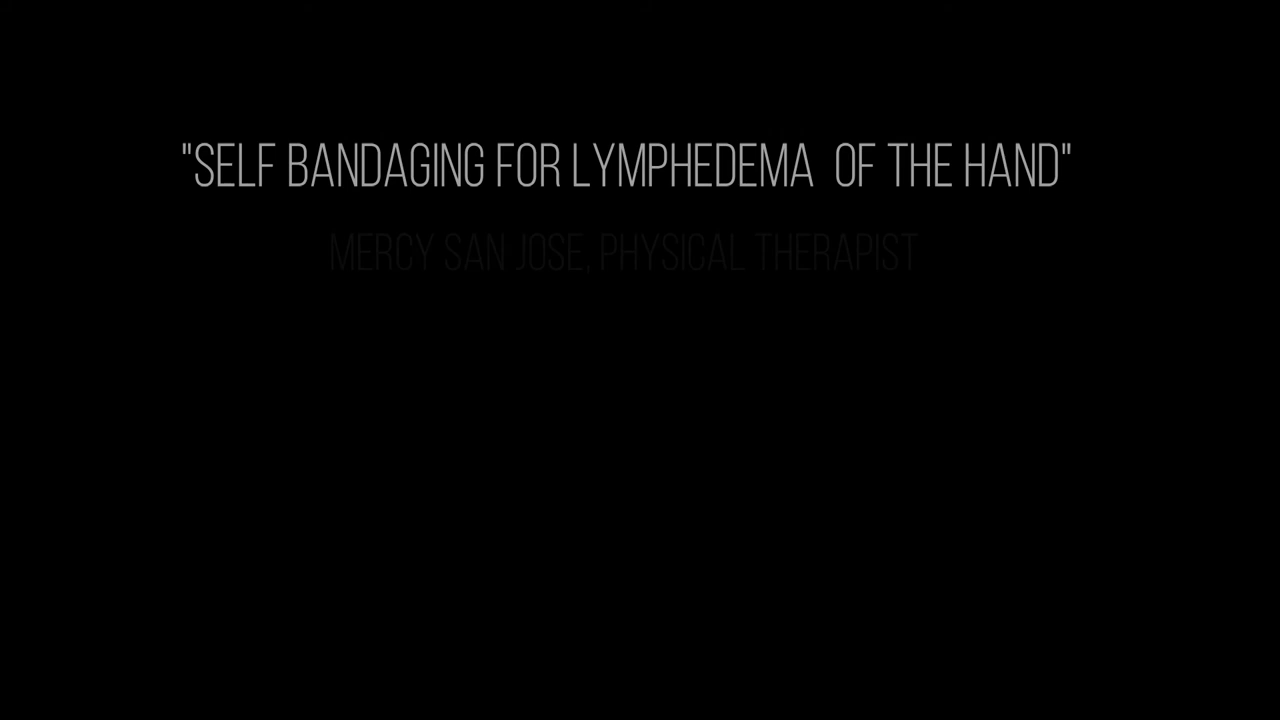 "SELF BANDAGING FOR LYMPHEDEMA  OF THE HAND"
MERCY SAN JOSE, PHYSICAL THERAPIST